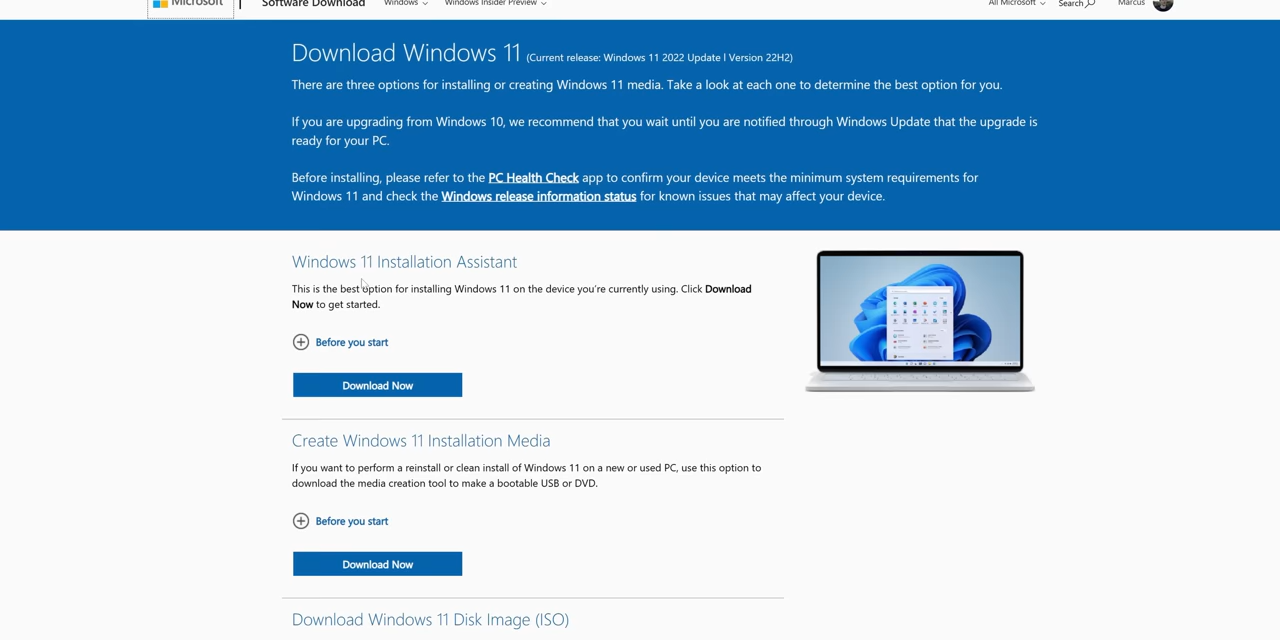 Microsoft Software Download Windows Windows Insider Preview All Microsoft Search Marcus
Download Windows 11 (Current release: Windows 11 2022 Update l Version 22H2)
There are three options for installing or creating Windows 11 media. Take a look at each one to determine the best option for you.
If you are upgrading from Windows 10, we recommend that you wait until you are notified through Windows Update that the upgrade is
ready for your PC.
Before installing, please refer to the PC Health Check app to confirm your device meets the minimum system requirements for
Windows 11 and check the Windows release information status for known issues that may affect your device.
Windows 11 Installation Assistant
This is the best option for installing Windows 11 on the device you're currently using. Click Download
Now to get started.
Before you start
Download Now
Create Windows 11 Installation Media
If you want to perform a reinstall or clean install of Windows 11 on a new or used PC, use this option to
download the media creation tool to make a bootable USB or DVD.
Before you start
Download Now
Download Windows 11 Disk Image (ISO)